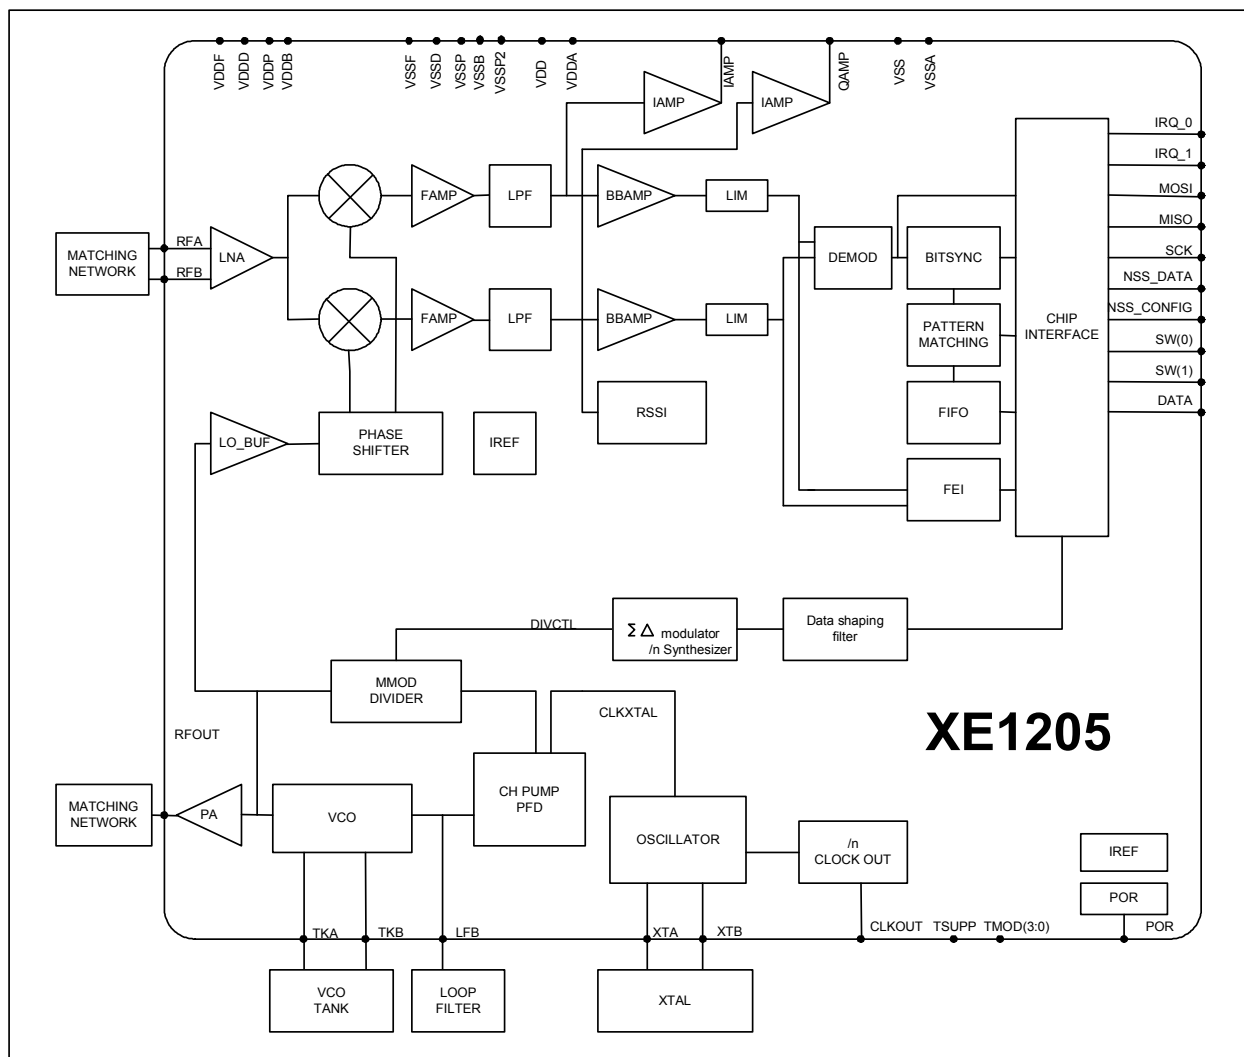 VDDF
VDDD
VDDP
VDDB
VSSF
VSSD
VSSP
VSSB
VSSP2
VDD
VDDA
IAMP
QAMP
VSS
VSSA
IAMP
IAMP
IRQ_0
IRQ_1
MOSI
MISO
SCK
NSS_DATA
NSS_CONFIG
SW(0)
SW(1)
DATA
FAMP
LPF
BBAMP
LIM
MATCHING
NETWORK
RFA
RFB
LNA
DEMOD
BITSYNC
FAMP
LPF
BBAMP
LIM
PATTERN
MATCHING
CHIP
INTERFACE
RSSI
FIFO
LO_BUF
PHASE
SHIFTER
IREF
FEI
DIVCTL
Σ Δ modulator
/n Synthesizer
Data shaping
filter
MMOD
DIVIDER
CLKXTAL
RFOUT
XE1205
MATCHING
NETWORK
PA
VCO
CH PUMP
PFD
OSCILLATOR
/n
CLOCK OUT
IREF
POR
TKA
TKB
LFB
XTA
XTB
CLKOUT
TSUPP
TMOD(3:0)
POR
VCO
TANK
LOOP
FILTER
XTAL